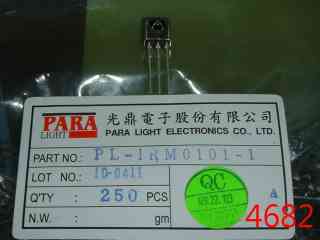 PARA LIGHT
光鼎電子股份有限公司
PARA LIGHT ELECTRONICS CO., LTD.
PART NO.: PL-IRM0101-1
LOT NO.: 10-0411
Q'TY : 250 PCS
QC
N.W. : gm
A
4682